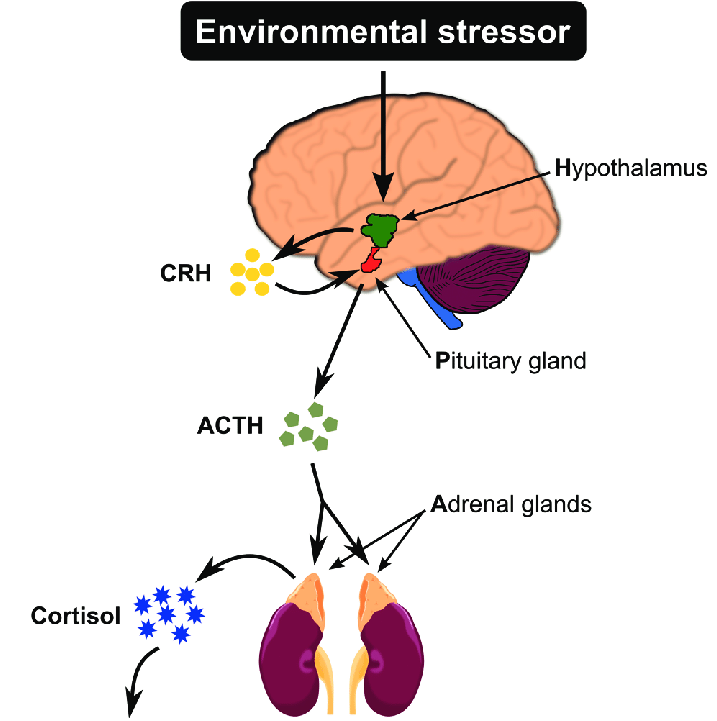 Environmental stressor
Hypothalamus
CRH
Pituitary gland
ACTH
Adrenal glands
Cortisol